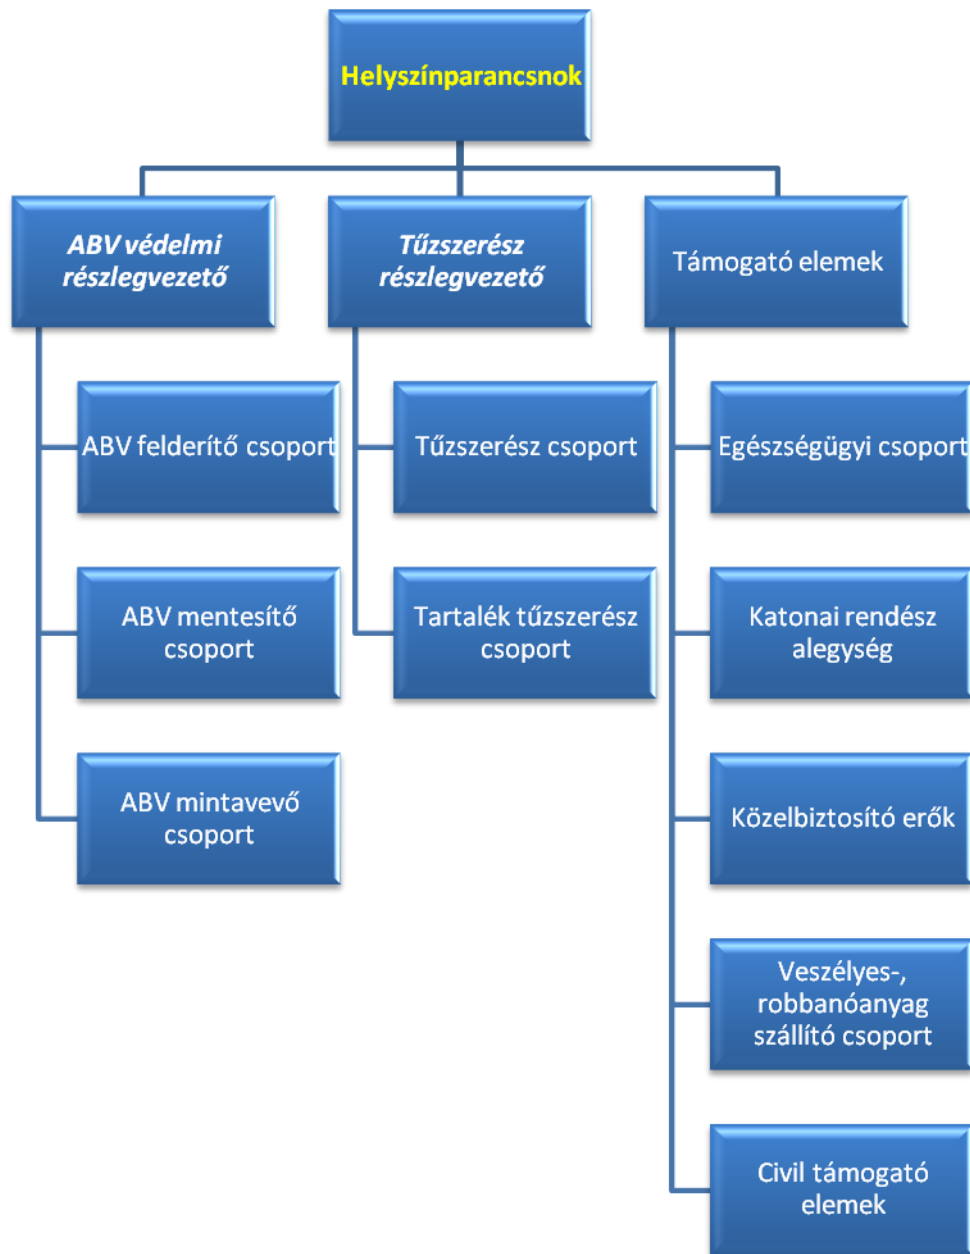 Helyszínparancsnok
ABV védelmi
részlegvezető
Tűzszerész
részlegvezető
Támogató elemek
ABV felderítő csoport
Tűzszerész csoport
Egészségügyi csoport
ABV mentesítő
csoport
Tartalék tűzszerész
csoport
Katonai rendész
alegység
ABV mintavevő
csoport
Közelbiztosító erők
Veszélyes-,
robbanóanyag
szállító csoport
Civil támogató
elemek